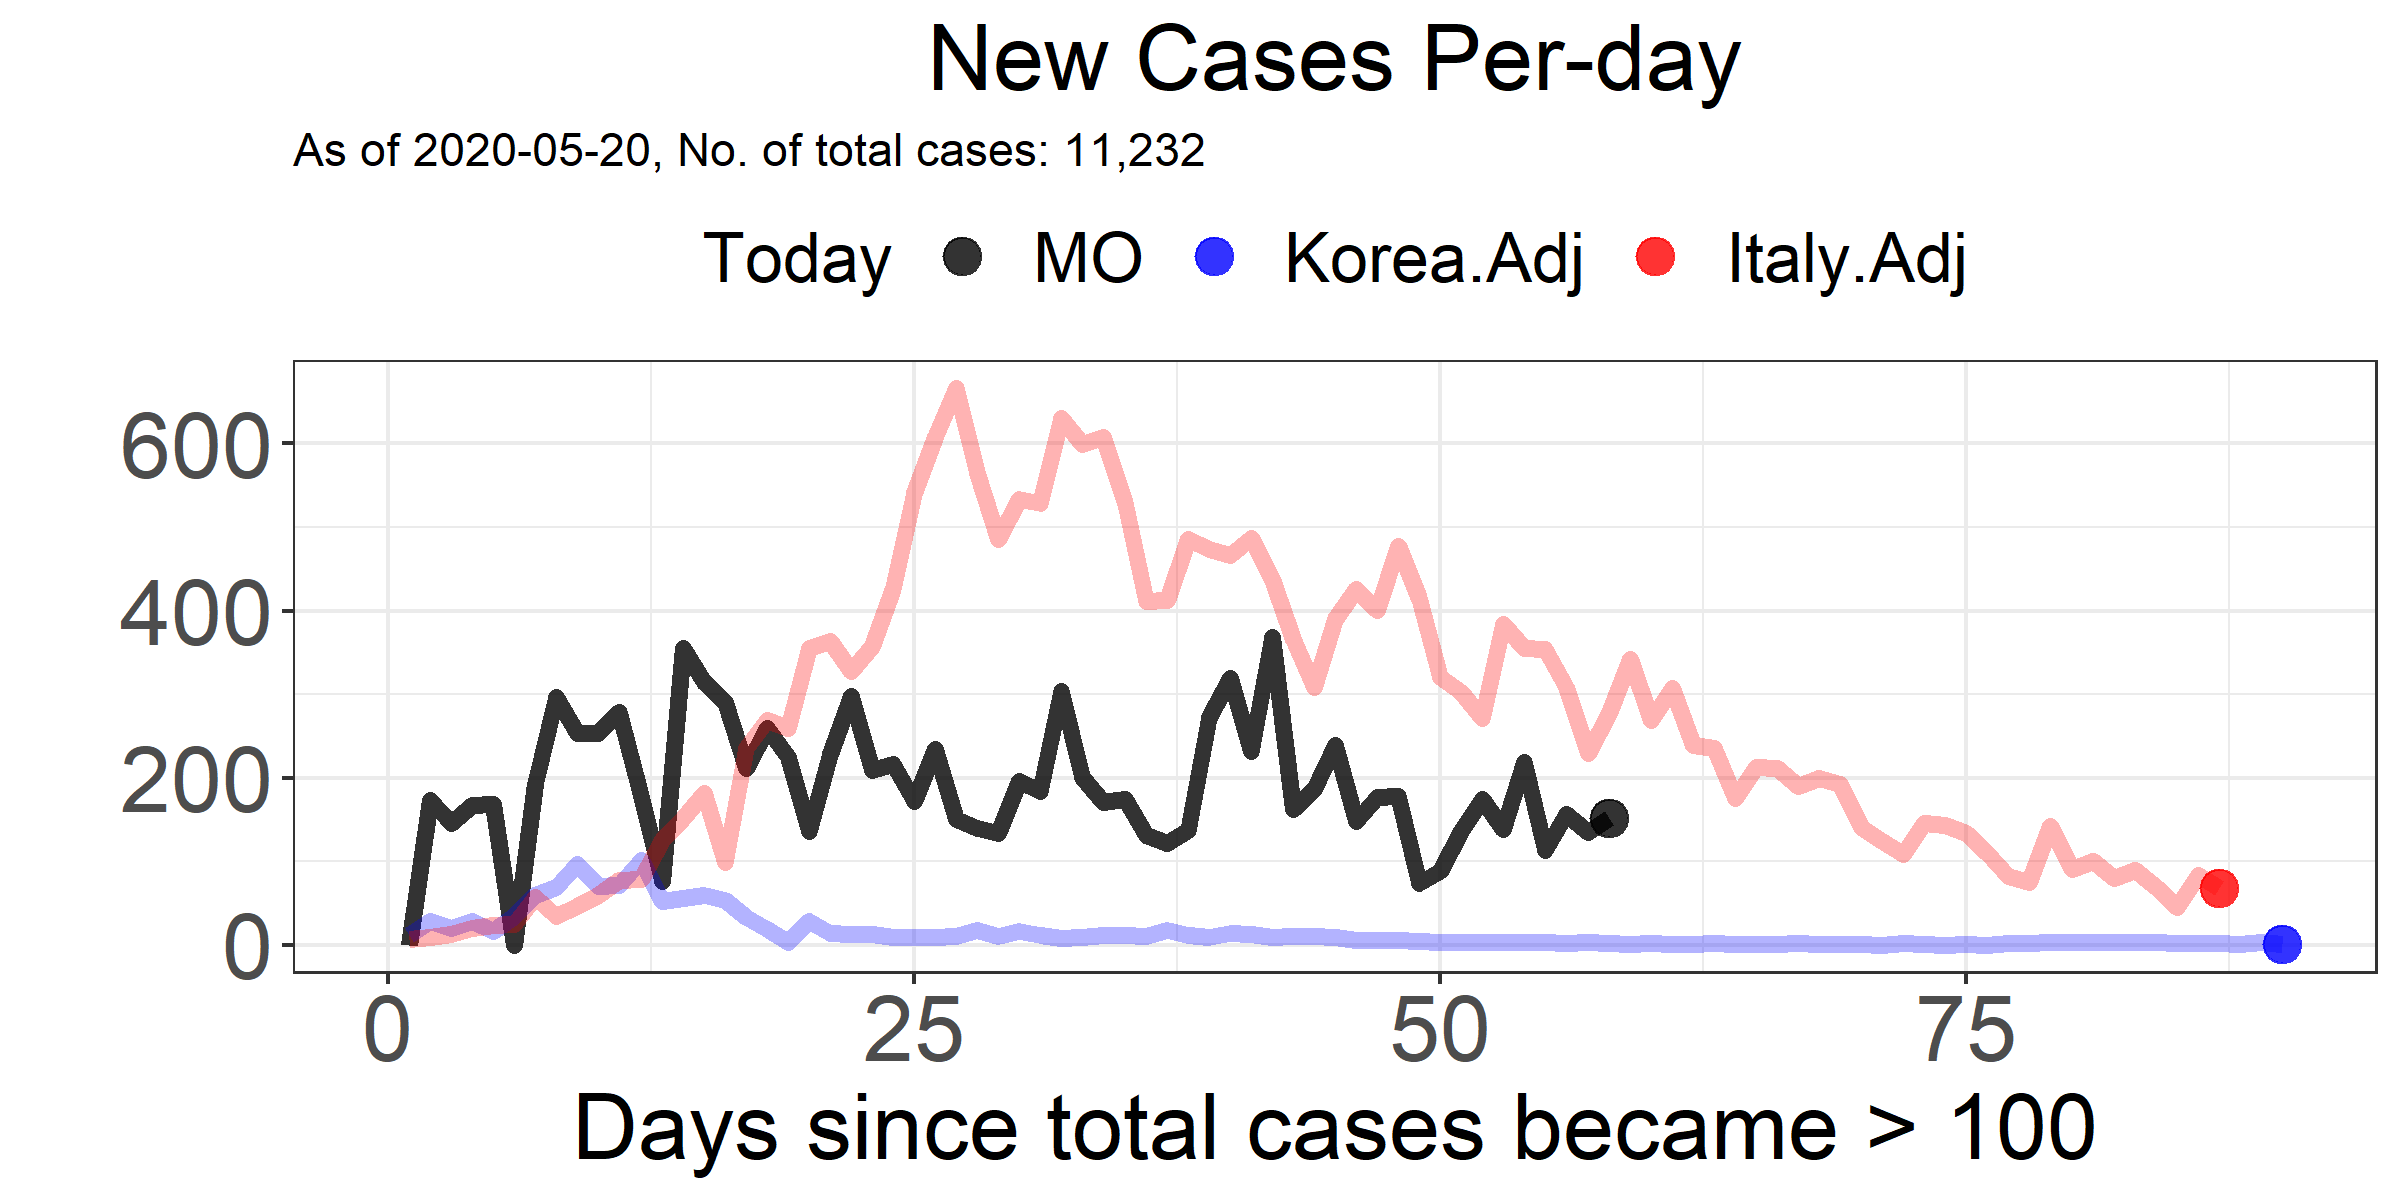 New Cases Per-day
As of 2020-05-20, No. of total cases: 11,232
Today MO Korea.Adj Italy.Adj
600
400
200
0
0 25 50 75
Days since total cases became > 100